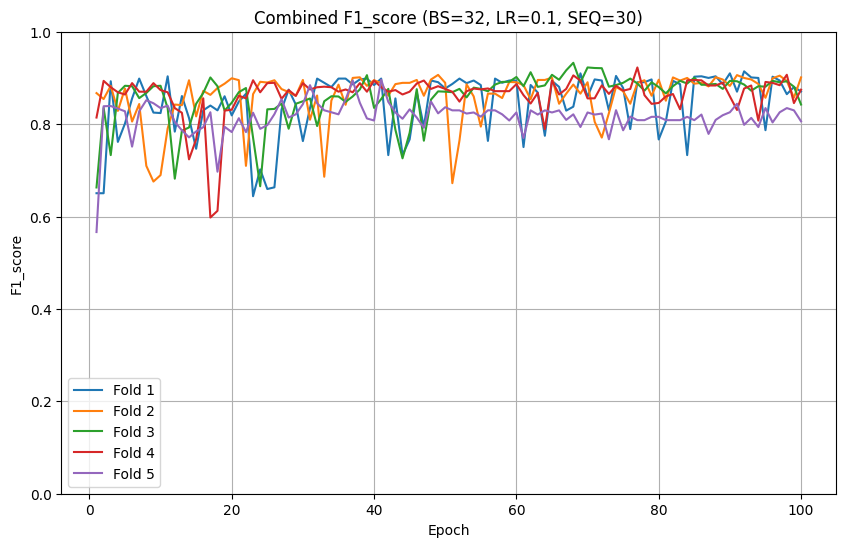 Combined F1_score (BS=32, LR=0.1, SEQ=30)
1.0
0.8
0.6
0.4
0.2
0.0
F1_score
Fold 1
Fold 2
Fold 3
Fold 4
Fold 5
0 20 40 60 80 100
Epoch